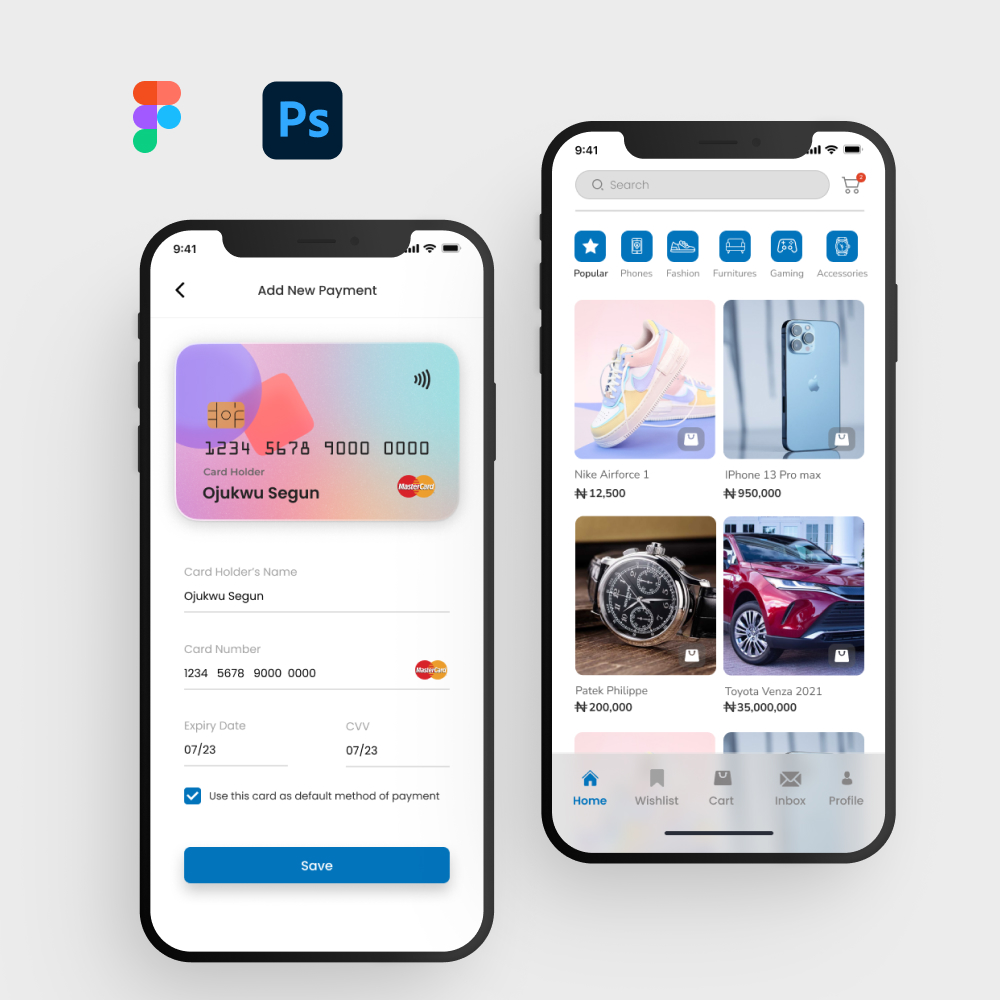 Ps
9:41
Add New Payment
1234 5678 9000 0000
Card Holder
Ojukwu Segun
MasterCard
Card Holder's Name
Ojukwu Segun
Card Number
1234 5678 9000 0000
MasterCard
Expiry Date
CVV
07/23
07/23
Use this card as default method of payment
Save
9:41
Search
2
Popular
Phones
Fashion
Furnitures
Gaming
Accessories
Nike Airforce 1
IPhone 13 Pro max
₦12,500
₦950,000
Patek Philippe
Toyota Venza 2021
₦200,000
₦35,000,000
Home
Wishlist
Cart
Inbox
Profile